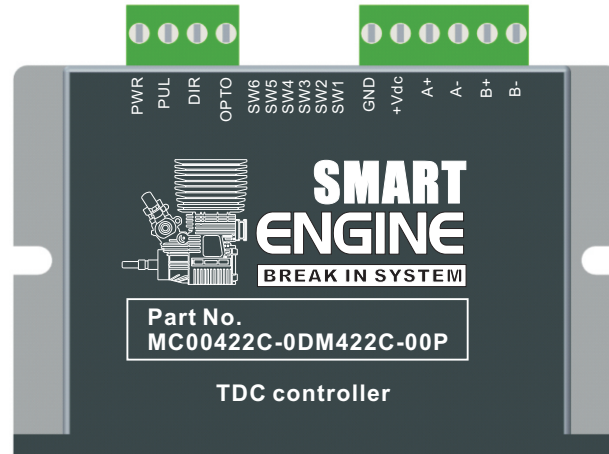 PWR
PUL
DIR
OPTO
SW6
SW5
SW4
SW3
SW2
SW1
GND
+Vdc
A+
A-
B+
B-
SMART
ENGINE
BREAK IN SYSTEM
Part No.
MC00422C-0DM422C-00P
TDC controller